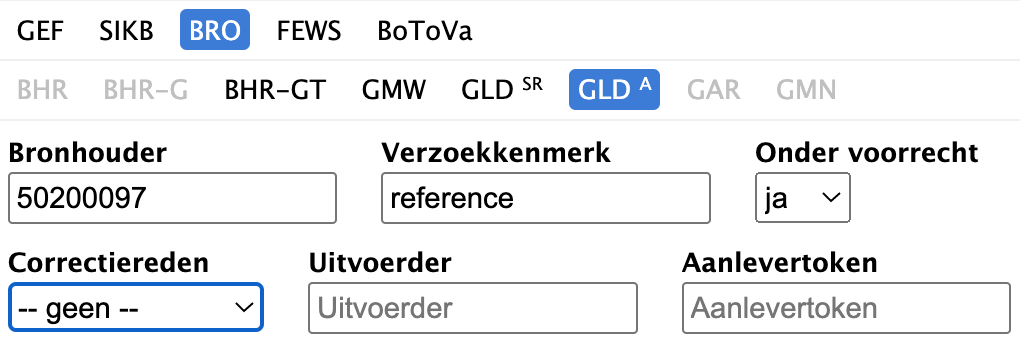 GEF SIKB BRO FEWS BoToVa
BHR BHR-G BHR-GT GMW GLD SR GLD A GAR GMN
Bronhouder Verzoekkenmerk Onder voorrecht
50200097 reference ja
Correctiereden Uitvoerder Aanlevertoken
-- geen -- Uitvoerder Aanlevertoken